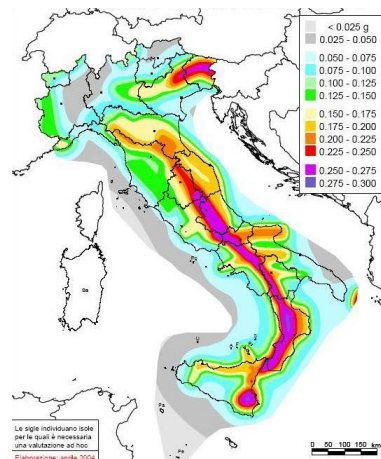 < 0.025 g
0.025 - 0.050
0.050 - 0.075
0.075 - 0.100
0.100 - 0.125
0.125 - 0.150
0.150 - 0.175
0.175 - 0.200
0.200 - 0.225
0.225 - 0.250
0.250 - 0.275
0.275 - 0.300
Le sigle individuano isole
per le quali è necessaria
una valutazione ad hoc
Elaborazione: aprile 2004
0 50 100 150 km